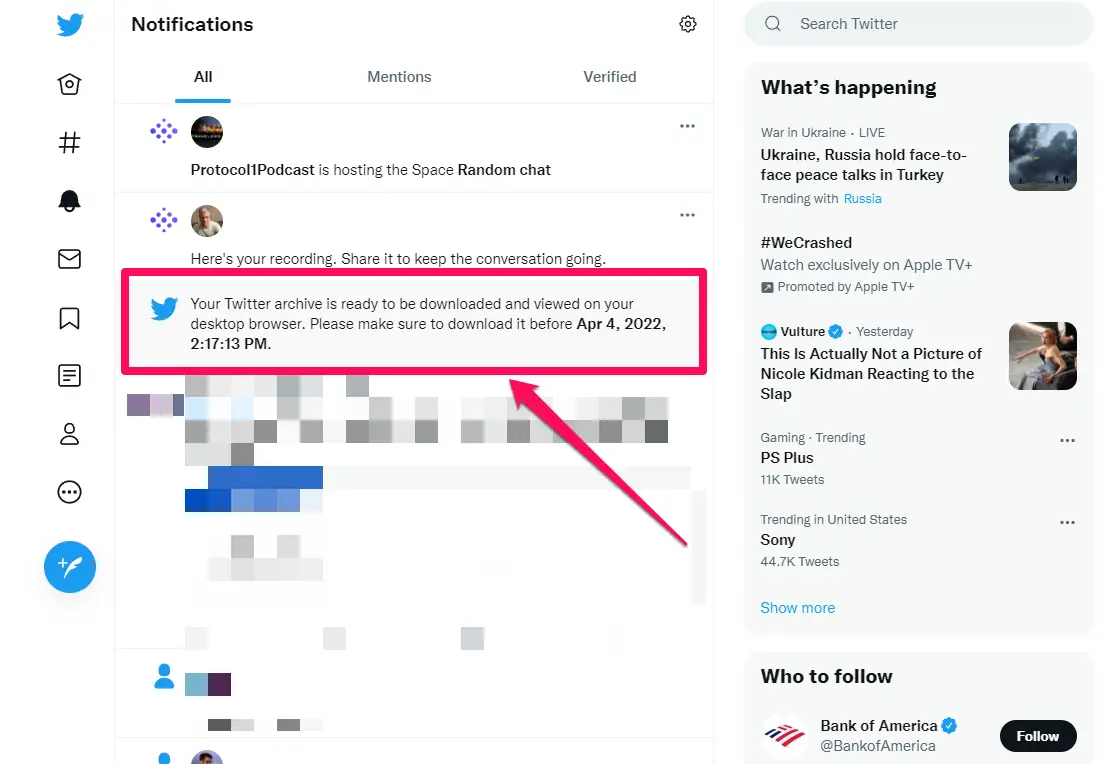 Notifications
All
Mentions
Verified
Protocol1Podcast is hosting the Space Random chat
Here's your recording. Share it to keep the conversation going.
Your Twitter archive is ready to be downloaded and viewed on your
desktop browser. Please make sure to download it before Apr 4, 2022,
2:17:13 PM.
Search Twitter
What's happening
War in Ukraine · LIVE
Ukraine, Russia hold face-to-
face peace talks in Turkey
Trending with Russia
#WeCrashed
Watch exclusively on Apple TV+
Promoted by Apple TV+
Vulture · Yesterday
This Is Actually Not a Picture of
Nicole Kidman Reacting to the
Slap
Gaming · Trending
PS Plus
11K Tweets
Trending in United States
Sony
44.7K Tweets
Show more
Who to follow
Bank of America
@BankofAmerica
Follow